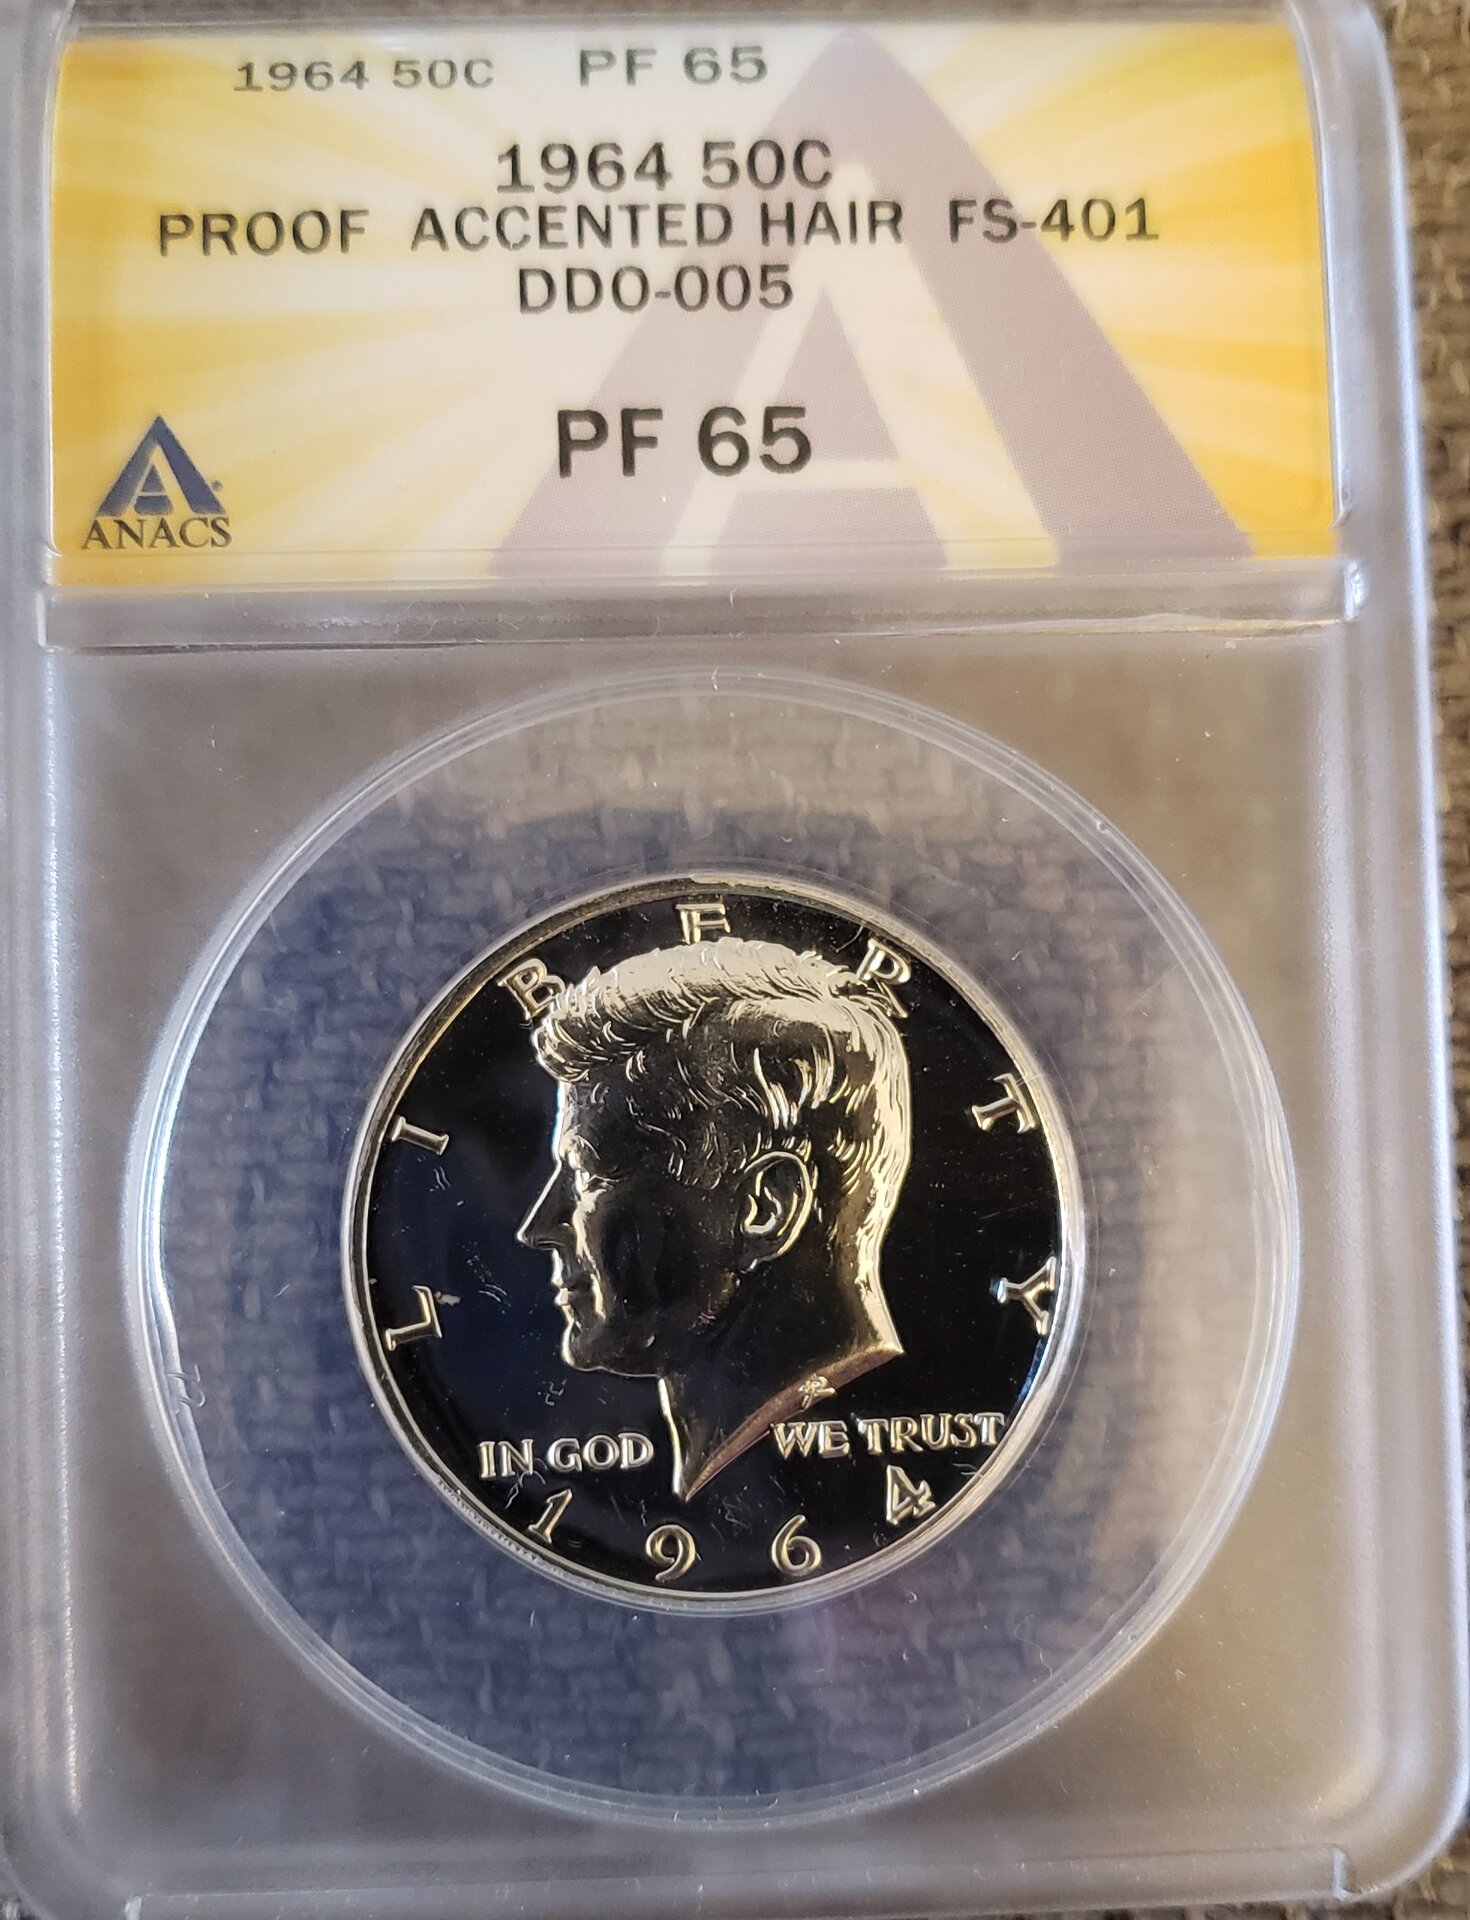 1964 50C PF 65
1964 50C
PROOF ACCENTED HAIR FS-401
DDO-005
PF 65
ANACS
LIBERTY
IN GOD WE TRUST
1964